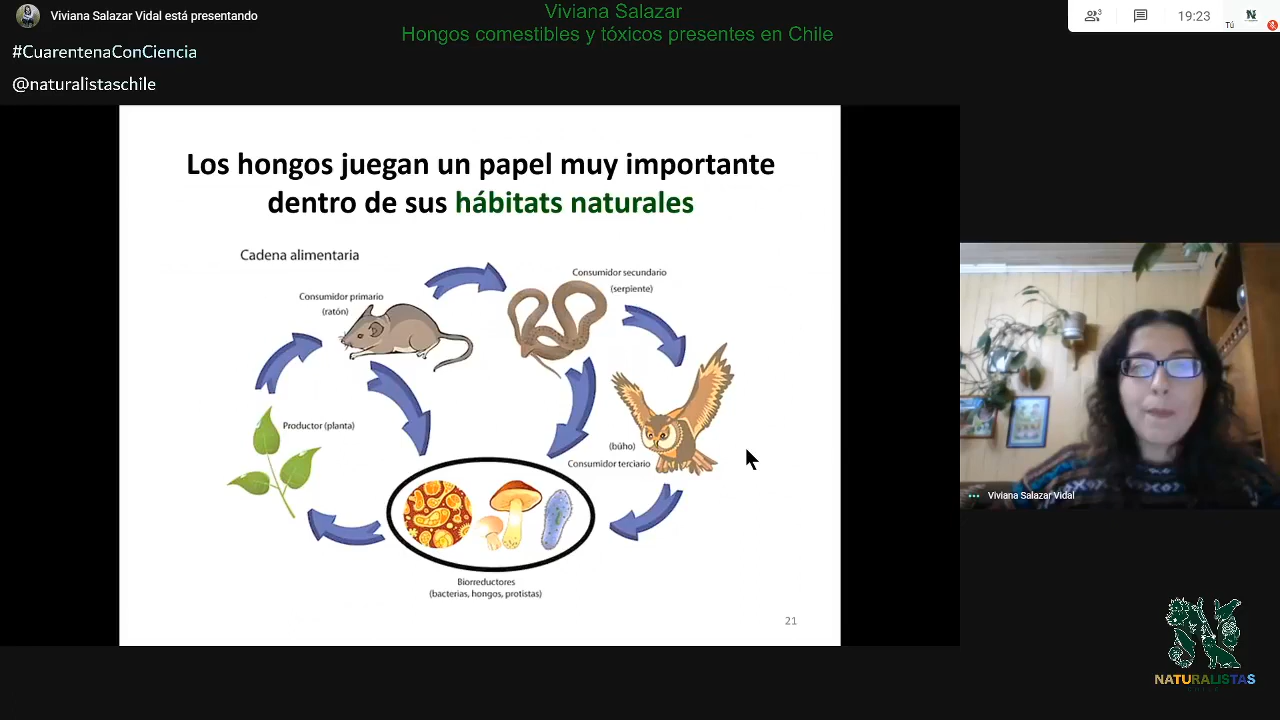 Viviana Salazar Vidal está presentando
Viviana Salazar
Hongos comestibles y tóxicos presentes en Chile
3
19:23
Tú
#CuarentenaConCiencia
@naturalistaschile
Los hongos juegan un papel muy importante
dentro de sus hábitats naturales
Cadena alimentaria
Consumidor primario
(ratón)
Consumidor secundario
(serpiente)
Productor (planta)
(búho)
Consumidor terciario
Biorreductores
(bacterias, hongos, protistas)
21
Viviana Salazar Vidal
NATURALISTAS
CHILE